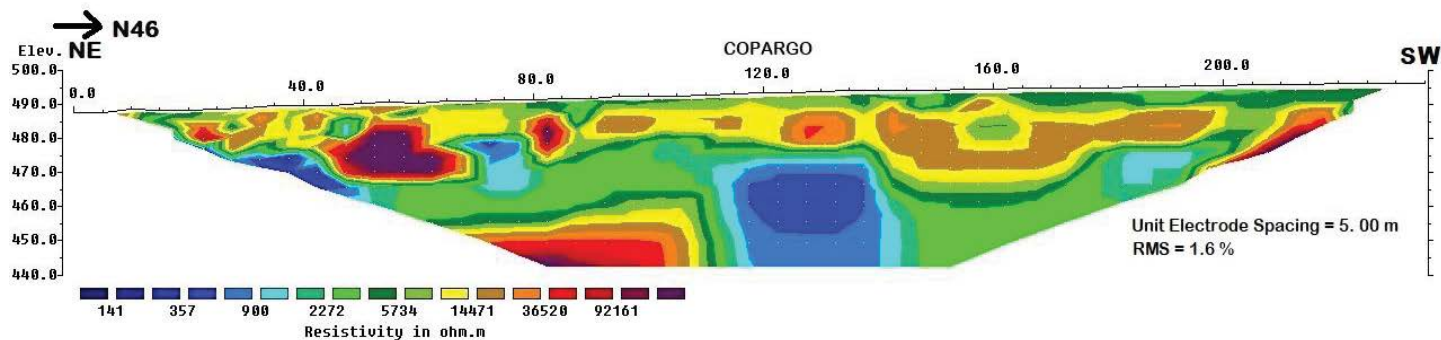 N46
Elev. NE
COPARGO
SW
500.0
0.0 40.0 80.0 120.0 160.0 200.0
490.0
480.0
470.0
460.0
450.0
440.0
Unit Electrode Spacing = 5.00 m
RMS = 1.6 %
141 357 900 2272 5734 14471 36520 92161
Resistivity in ohm.m